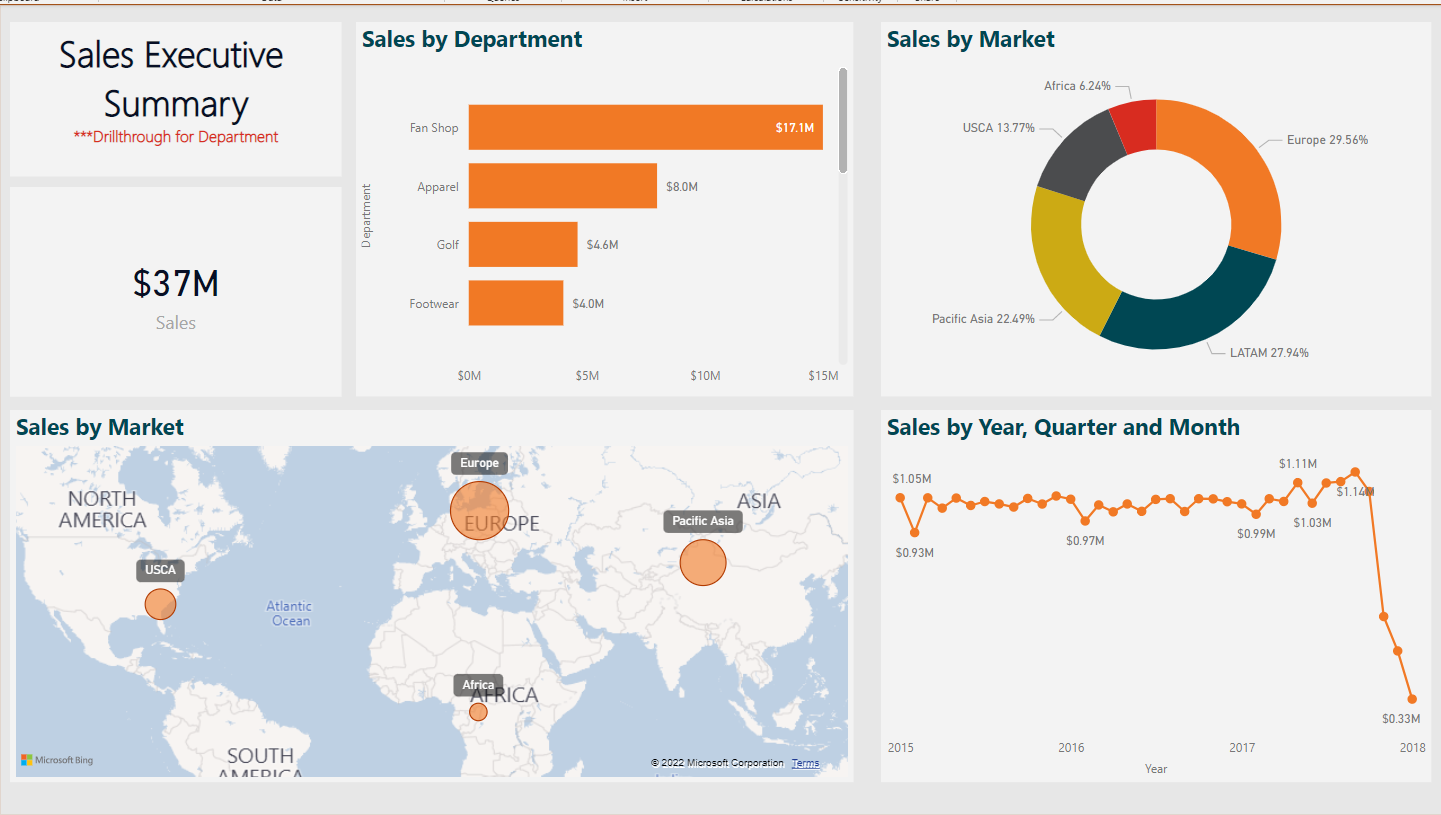 Sales Executive
Summary
***Drillthrough for Department
$37M
Sales
Sales by Department
Department
Fan Shop
$17.1M
Apparel
$8.0M
Golf
$4.6M
Footwear
$4.0M
$0M
$5M
$10M
$15M
Sales by Market
Africa 6.24%
USCA 13.77%
Europe 29.56%
Pacific Asia 22.49%
LATAM 27.94%
Sales by Market
Europe
NORTH
AMERICA
ASIA
EUROPE
Pacific Asia
USCA
Atlantic
Ocean
Africa
AFRICA
SOUTH
AMERICA
Microsoft Bing
© 2022 Microsoft Corporation Terms
Sales by Year, Quarter and Month
$1.05M
$1.11M
$1.14M
$0.93M
$0.97M
$0.99M
$1.03M
$0.33M
2015
2016
2017
2018
Year